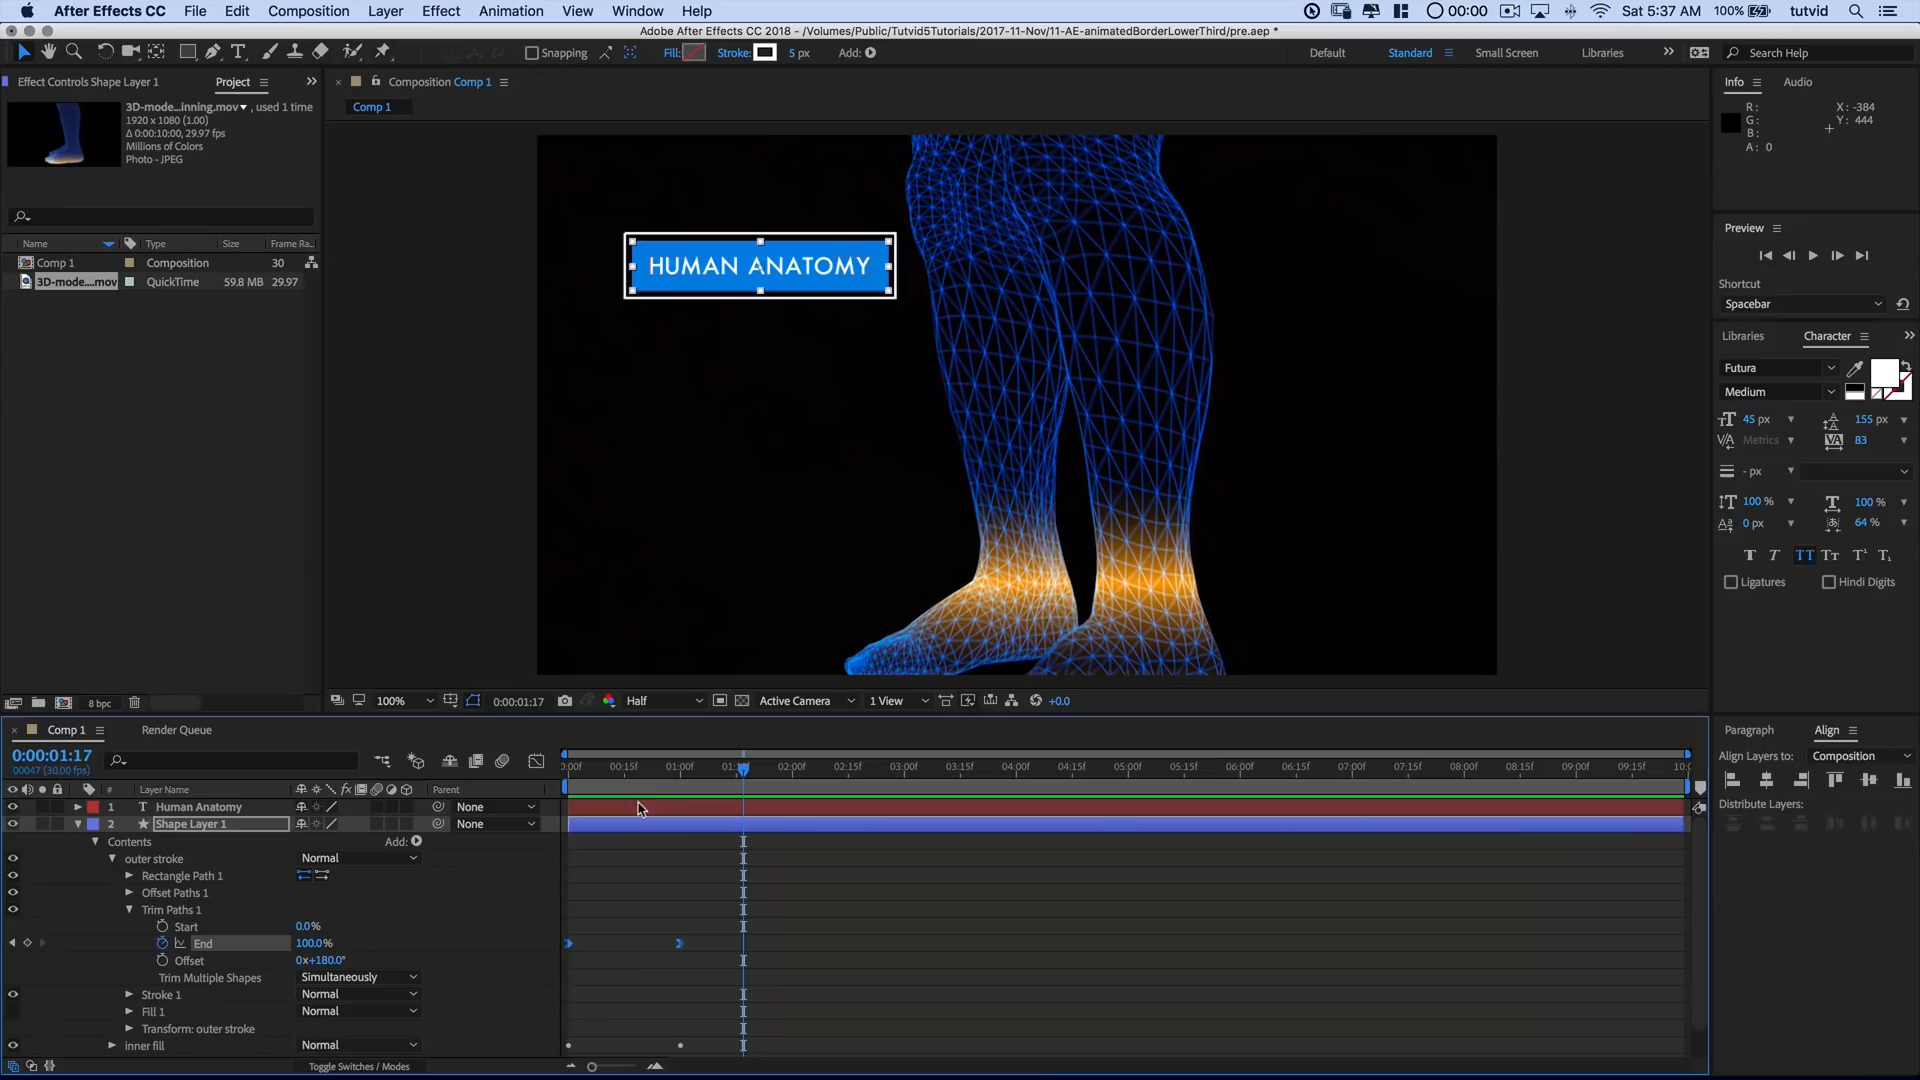 After Effects CC File Edit Composition Layer Effect Animation View Window Help 00:00 Sat 5:37 AM 100% tutvid
Adobe After Effects CC 2018 - /Volumes/Public/Tutvid5Tutorials/2017-11-Nov/11-AE-animatedBorderLowerThird/pre.aep *
Snapping Fill: Stroke: 5 px Add: Default Standard Small Screen Libraries Search Help
Effect Controls Shape Layer 1 Project Composition Comp 1 Info Audio
Comp 1
3D-mode...inning.mov , used 1 time
1920 x 1080 (1.00)
Δ 0:00:10:00, 29.97 fps
Millions of Colors
Photo - JPEG
R:
G:
B:
A: 0
X: -384
Y: 444
Name Type Size Frame Ra...
Comp 1 Composition 30
3D-mode....mov QuickTime 59.8 MB 29.97
HUMAN ANATOMY
Preview
Shortcut
Spacebar
Libraries Character
Futura
Medium
45 px 155 px
Metrics 83
- px
100 % 100 %
0 px 64 %
TT
Ligatures Hindi Digits
8 bpc 100% 0:00:01:17 Half Active Camera 1 View +0.0
Comp 1 Render Queue
0:00:01:17
00047 (30.00 fps)
:00f 00:15f 01:00f 01:15f 02:00f 02:15f 03:00f 03:15f 04:00f 04:15f 05:00f 05:15f 06:00f 06:15f 07:00f 07:15f 08:00f 08:15f 09:00f 09:15f 10:0
# Layer Name Parent
1 T Human Anatomy None
2 Shape Layer 1 None
Contents Add:
outer stroke Normal
Rectangle Path 1
Offset Paths 1
Trim Paths 1
Start 0.0%
End 100.0%
Offset 0x+180.0°
Trim Multiple Shapes Simultaneously
Stroke 1 Normal
Fill 1 Normal
Transform: outer stroke
inner fill Normal
Toggle Switches / Modes
Paragraph Align
Align Layers to: Composition
Distribute Layers: